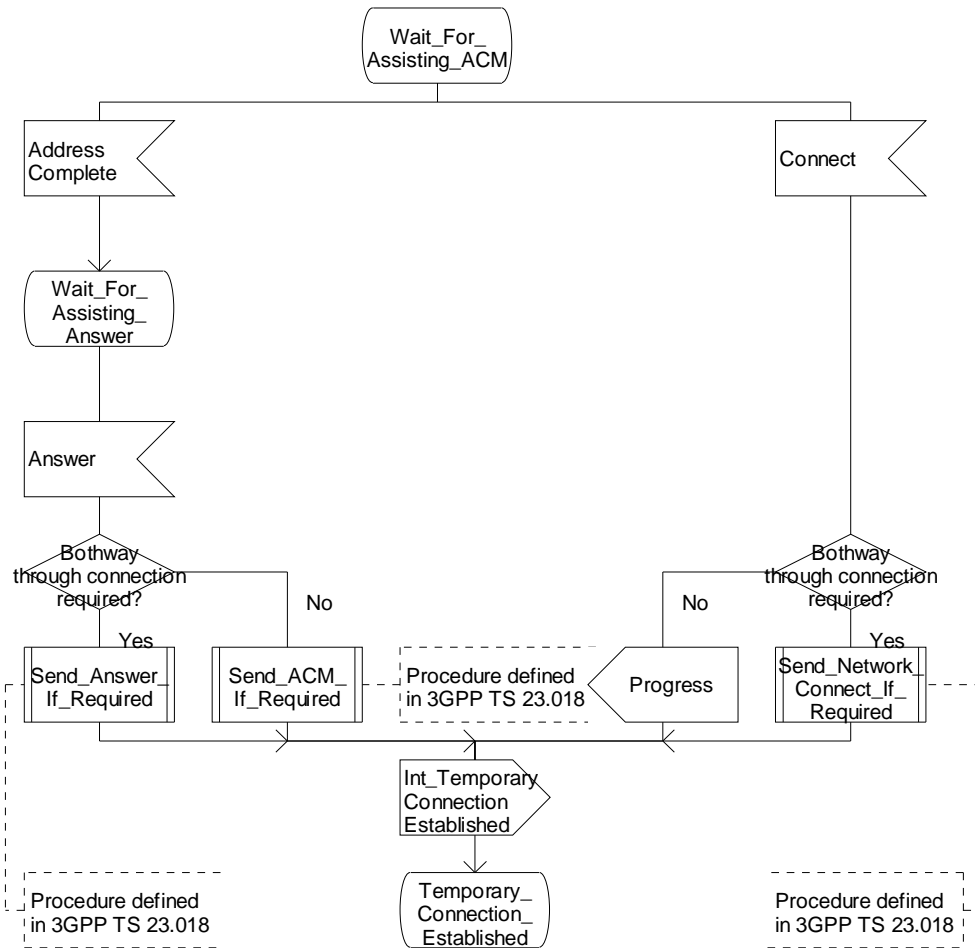 Wait_For_
Assisting_ACM
Address
Complete
Connect
Wait_For_
Assisting_
Answer
Answer
Bothway
through connection
required?
Bothway
through connection
required?
No
No
Yes
Yes
Send_Answer_
If_Required
Send_ACM_
If_Required
Procedure defined
in 3GPP TS 23.018
Progress
Send_Network_
Connect_If_
Required
Int_Temporary
Connection
Established
Procedure defined
in 3GPP TS 23.018
Temporary_
Connection_
Established
Procedure defined
in 3GPP TS 23.018